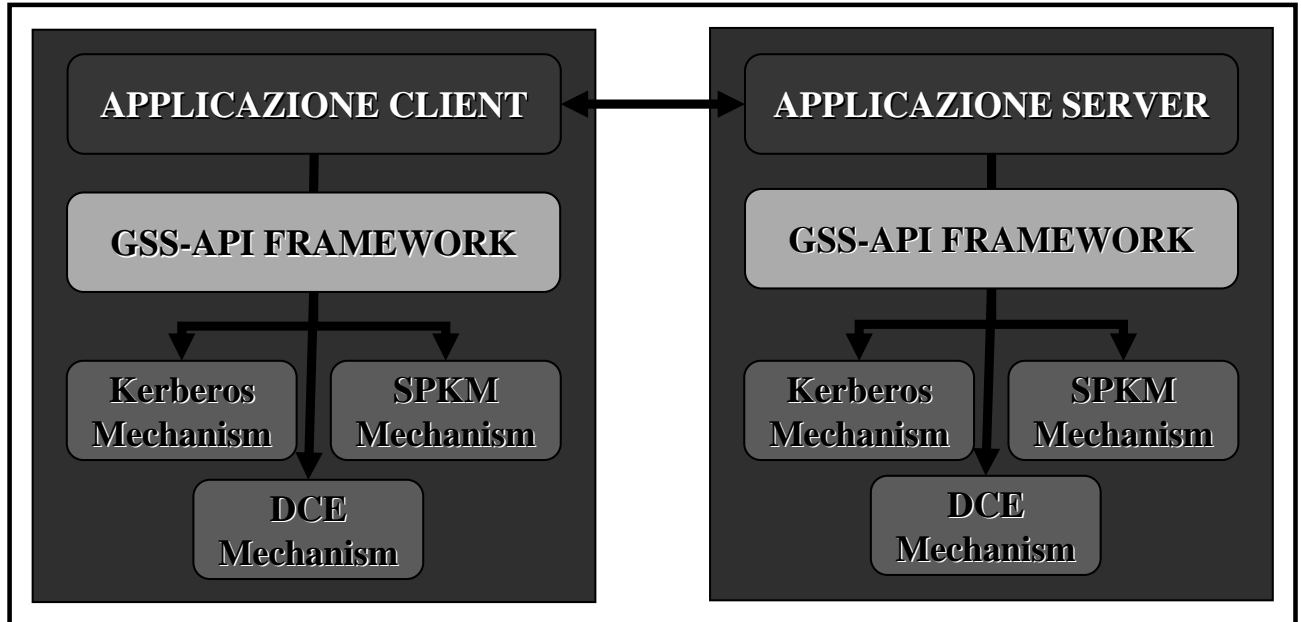 APPLICAZIONE CLIENT
GSS-API FRAMEWORK
Kerberos
Mechanism
SPKM
Mechanism
DCE
Mechanism
APPLICAZIONE SERVER
GSS-API FRAMEWORK
Kerberos
Mechanism
SPKM
Mechanism
DCE
Mechanism